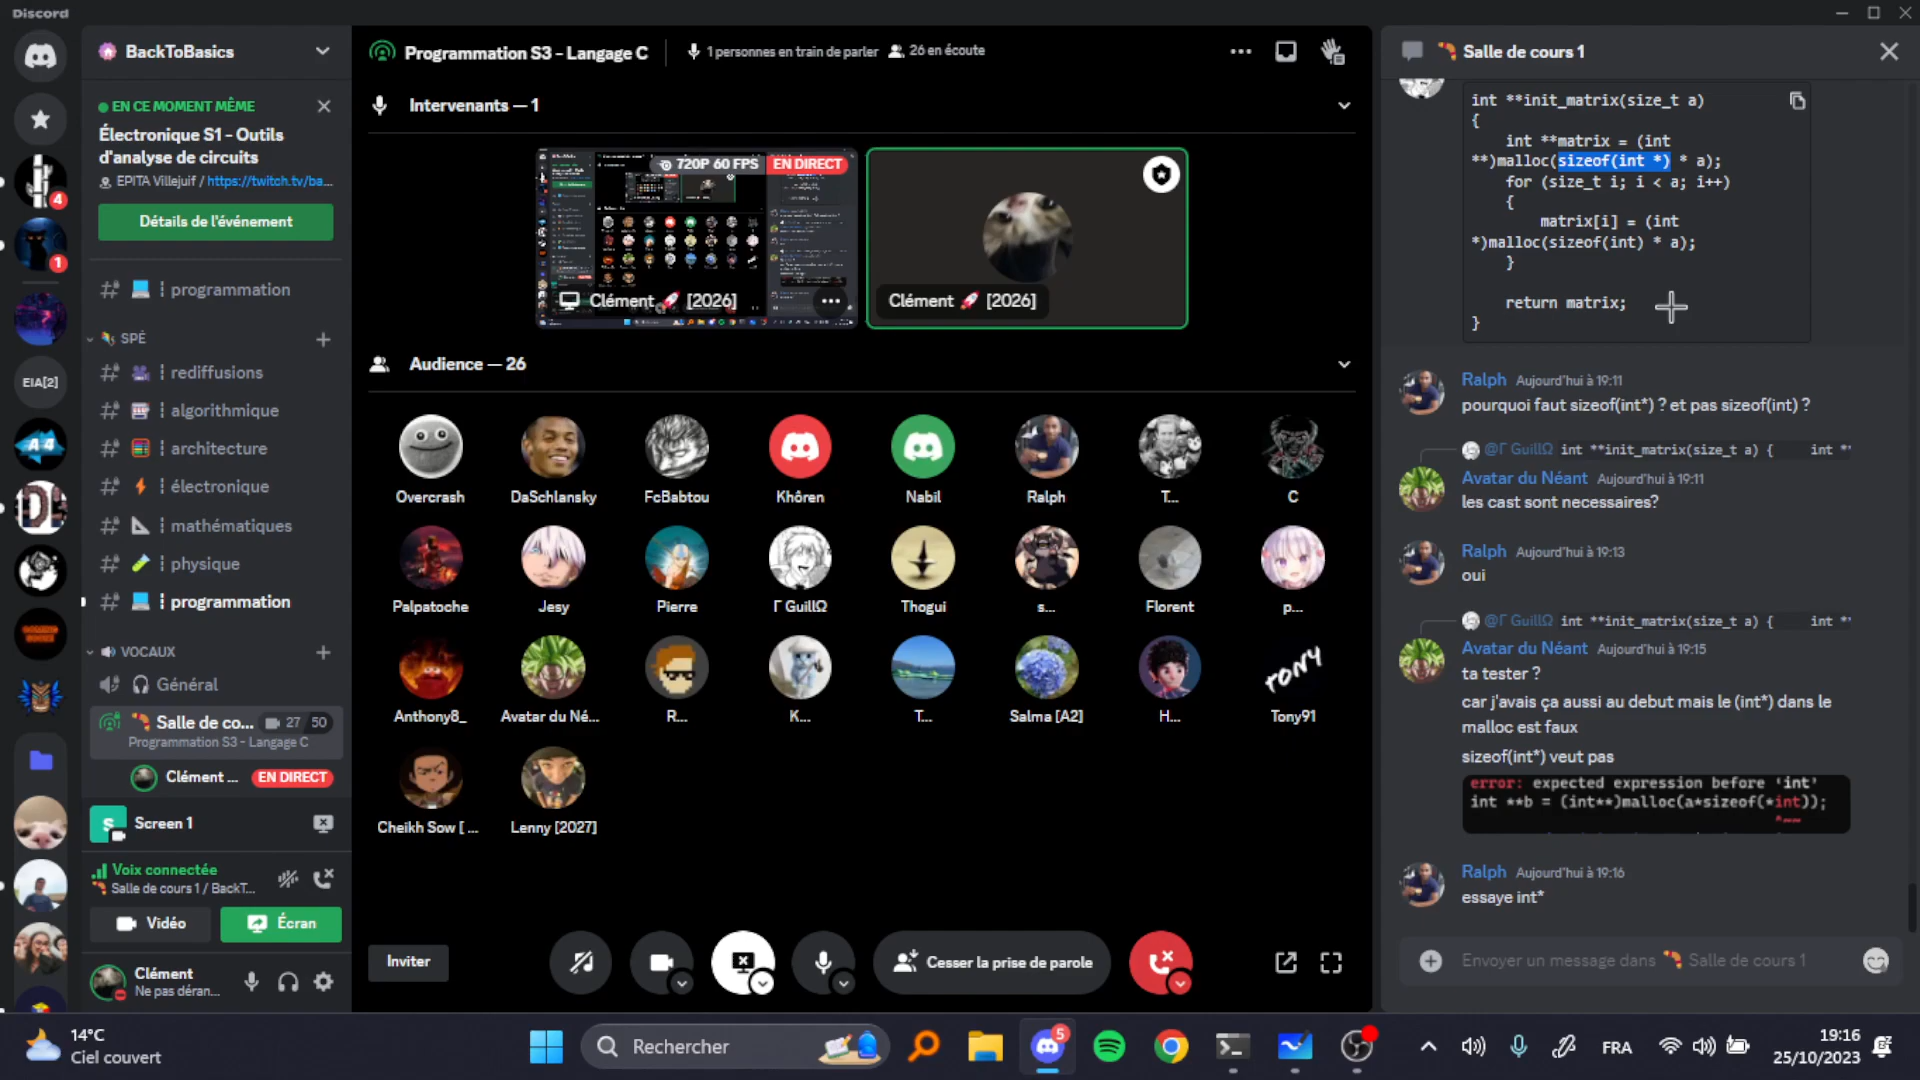 Discord
BackToBasics
EN CE MOMENT MÊME
Électronique S1 - Outils
d'analyse de circuits
EPITA Villejuif / https://twitch.tv/ba...
Détails de l'événement
programmation
SPÉ
rediffusions
algorithmique
architecture
électronique
mathématiques
physique
programmation
VOCAUX
Général
Salle de co... 27 50
Programmation S3 - Langage C
Clément ... EN DIRECT
Screen 1
Voix connectée
Salle de cours 1 / BackT...
Vidéo
Écran
Clément
Ne pas déran...
4
1
EIA[2]
A4
Programmation S3 - Langage C
1 personnes en train de parler
26 en écoute
Intervenants — 1
720P 60 FPS EN DIRECT
Clément 🚀 [2026]
Clément 🚀 [2026]
Audience — 26
Overcrash
DaSchlansky
FcBabtou
Khôren
Nabil
Ralph
T...
C
Palpatoche
Jesy
Pierre
Γ GuillΩ
Thogui
s...
Florent
p...
Anthony8_
Avatar du Né...
R...
K...
T...
Salma [A2]
H...
TONY
Tony91
Cheikh Sow [ ...
Lenny [2027]
Inviter
Cesser la prise de parole
Salle de cours 1
int **init_matrix(size_t a)
{
int **matrix = (int
**)malloc(sizeof(int *) * a);
for (size_t i; i < a; i++)
{
matrix[i] = (int
*)malloc(sizeof(int) * a);
}
return matrix;
}
Ralph Aujourd'hui à 19:11
pourquoi faut sizeof(int*) ? et pas sizeof(int) ?
@Γ GuillΩ int **init_matrix(size_t a) { int *'
Avatar du Néant Aujourd'hui à 19:11
les cast sont necessaires?
Ralph Aujourd'hui à 19:13
oui
@Γ GuillΩ int **init_matrix(size_t a) { int *'
Avatar du Néant Aujourd'hui à 19:15
ta tester ?
car j'avais ça aussi au debut mais le (int*) dans le
malloc est faux
sizeof(int*) veut pas
error: expected expression before 'int'
int **b = (int**)malloc(a*sizeof(*int));
^~~
Ralph Aujourd'hui à 19:16
essaye int*
Envoyer un message dans Salle de cours 1
14°C
Ciel couvert
Rechercher
5
FRA
19:16
25/10/2023